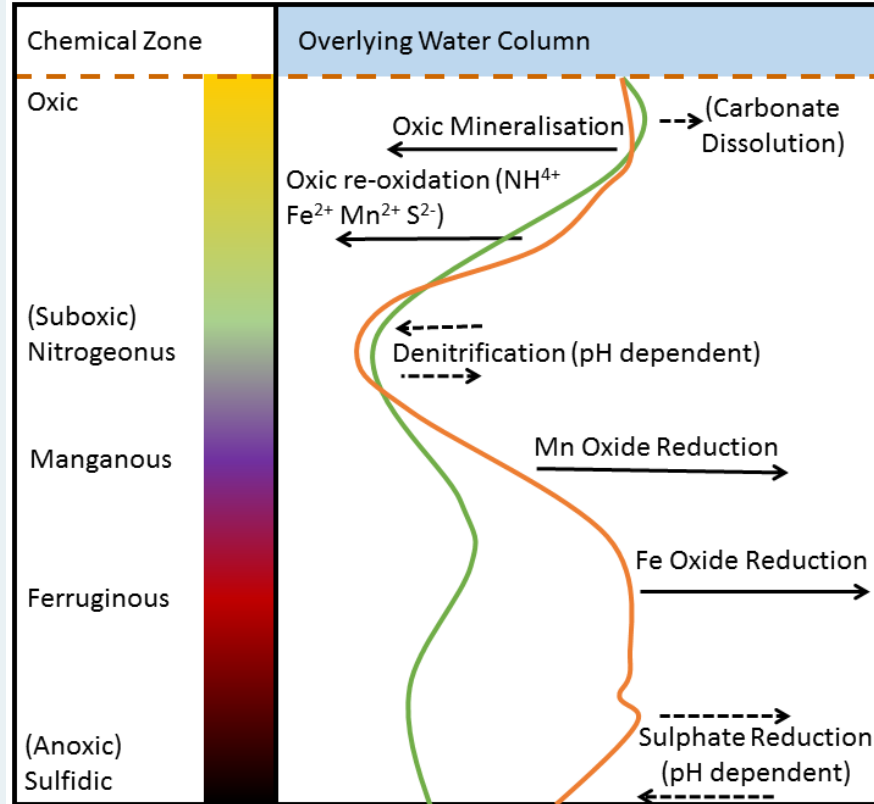 Chemical Zone
Overlying Water Column
Oxic
(Carbonate
Dissolution)
Oxic Mineralisation
Oxic re-oxidation (NH⁴⁺
Fe²⁺ Mn²⁺ S²⁻)
(Suboxic)
Nitrogeonus
Denitrification (pH dependent)
Manganous
Mn Oxide Reduction
Fe Oxide Reduction
Ferruginous
(Anoxic)
Sulfidic
Sulphate Reduction
(pH dependent)